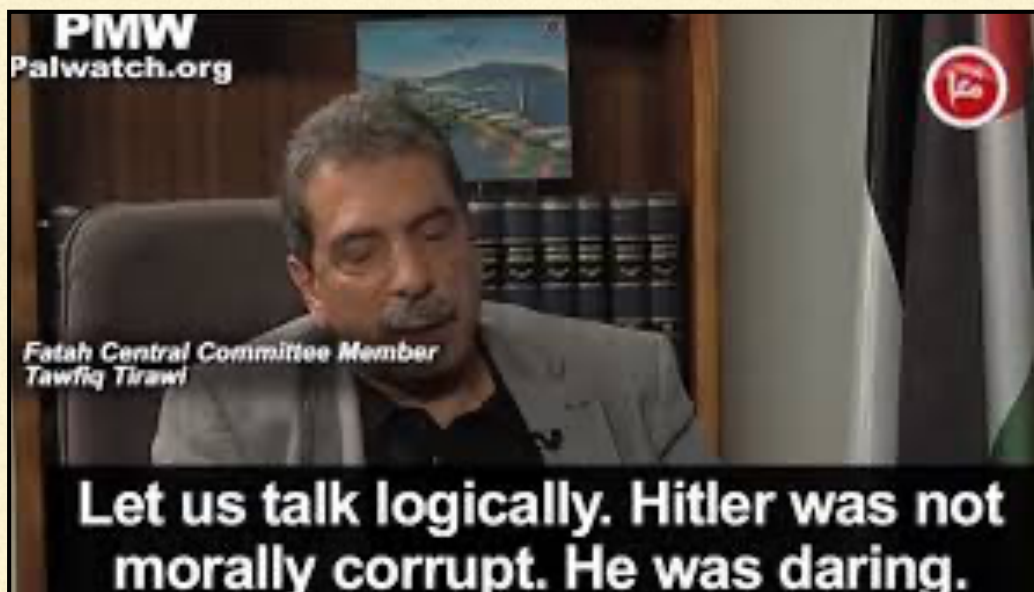 PMW
Palwatch.org
Fatah Central Committee Member
Tawfiq Tirawi
Let us talk logically. Hitler was not
morally corrupt. He was daring.